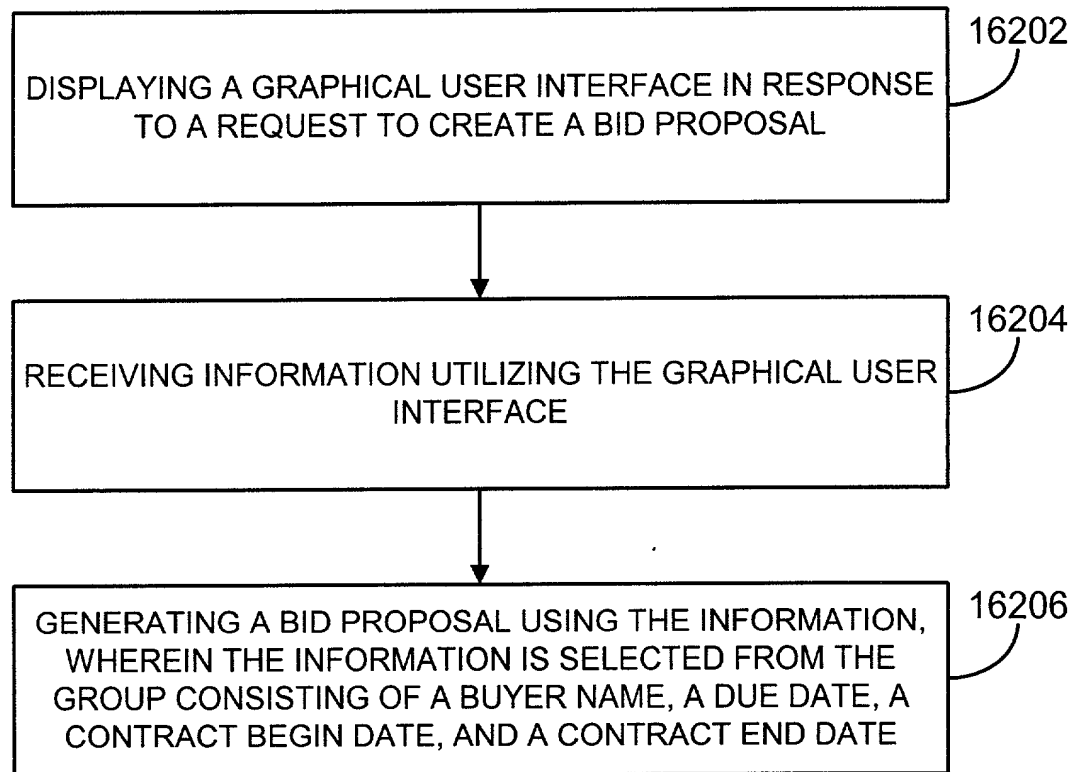 16202
DISPLAYING A GRAPHICAL USER INTERFACE IN RESPONSE
TO A REQUEST TO CREATE A BID PROPOSAL
16204
RECEIVING INFORMATION UTILIZING THE GRAPHICAL USER
INTERFACE
16206
GENERATING A BID PROPOSAL USING THE INFORMATION,
WHEREIN THE INFORMATION IS SELECTED FROM THE
GROUP CONSISTING OF A BUYER NAME, A DUE DATE, A
CONTRACT BEGIN DATE, AND A CONTRACT END DATE